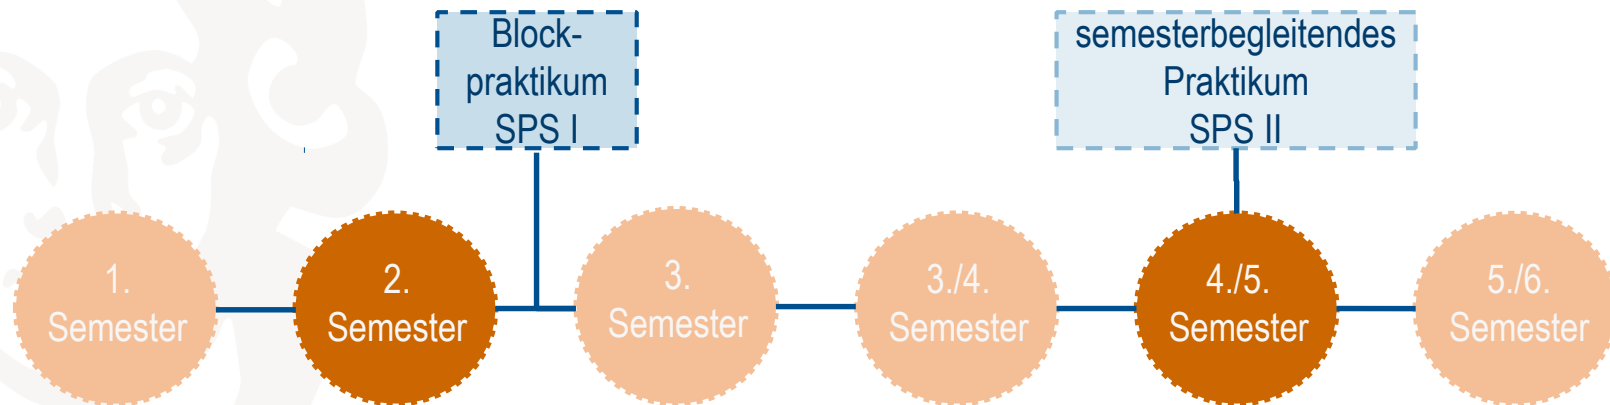 Block-
praktikum
SPS I
semesterbegleitendes
Praktikum
SPS II
1.
Semester
2.
Semester
3.
Semester
3./4.
Semester
4./5.
Semester
5./6.
Semester